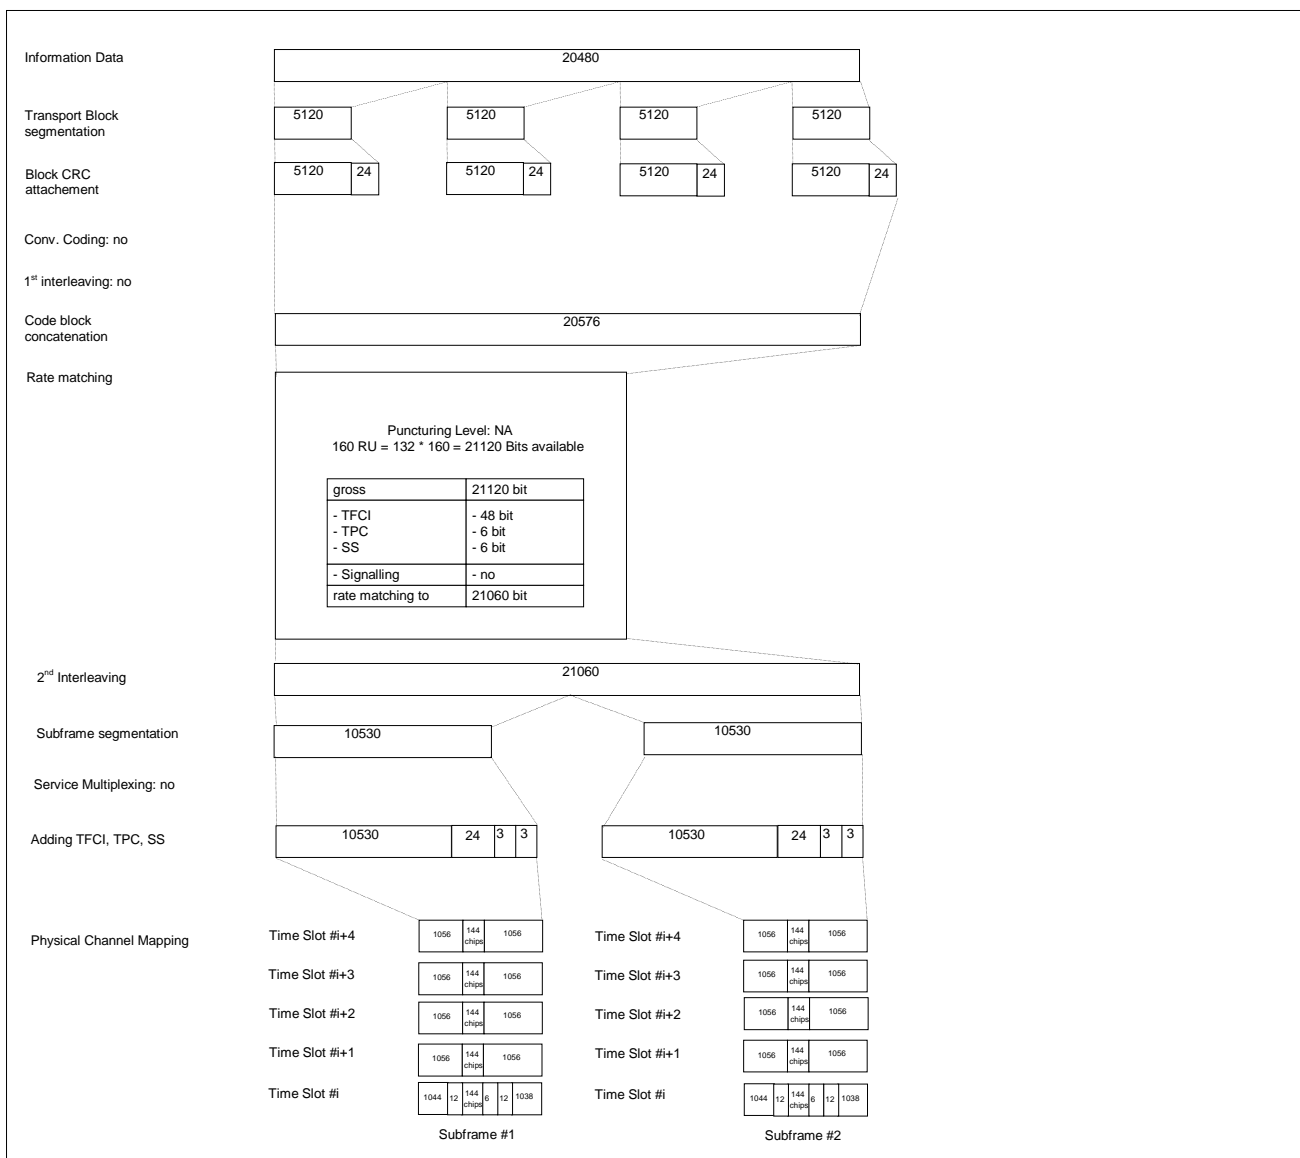 Information Data
20480
Transport Block
segmentation
5120 5120 5120 5120
Block CRC
attachement
5120 24 5120 24 5120 24 5120 24
Conv. Coding: no
1st interleaving: no
Code block
concatenation
20576
Rate matching
Puncturing Level: NA
160 RU = 132 * 160 = 21120 Bits available
gross 21120 bit
- TFCI - 48 bit
- TPC - 6 bit
- SS - 6 bit
- Signalling - no
rate matching to 21060 bit
2nd Interleaving
21060
Subframe segmentation
10530 10530
Service Multiplexing: no
Adding TFCI, TPC, SS
10530 24 3 3 10530 24 3 3
Physical Channel Mapping
Time Slot #i+4 1056 144 chips 1056 Time Slot #i+4 1056 144 chips 1056
Time Slot #i+3 1056 144 chips 1056 Time Slot #i+3 1056 144 chips 1056
Time Slot #i+2 1056 144 chips 1056 Time Slot #i+2 1056 144 chips 1056
Time Slot #i+1 1056 144 chips 1056 Time Slot #i+1 1056 144 chips 1056
Time Slot #i 1044 12 144 chips 6 12 1038 Time Slot #i 1044 12 144 chips 6 12 1038
Subframe #1 Subframe #2